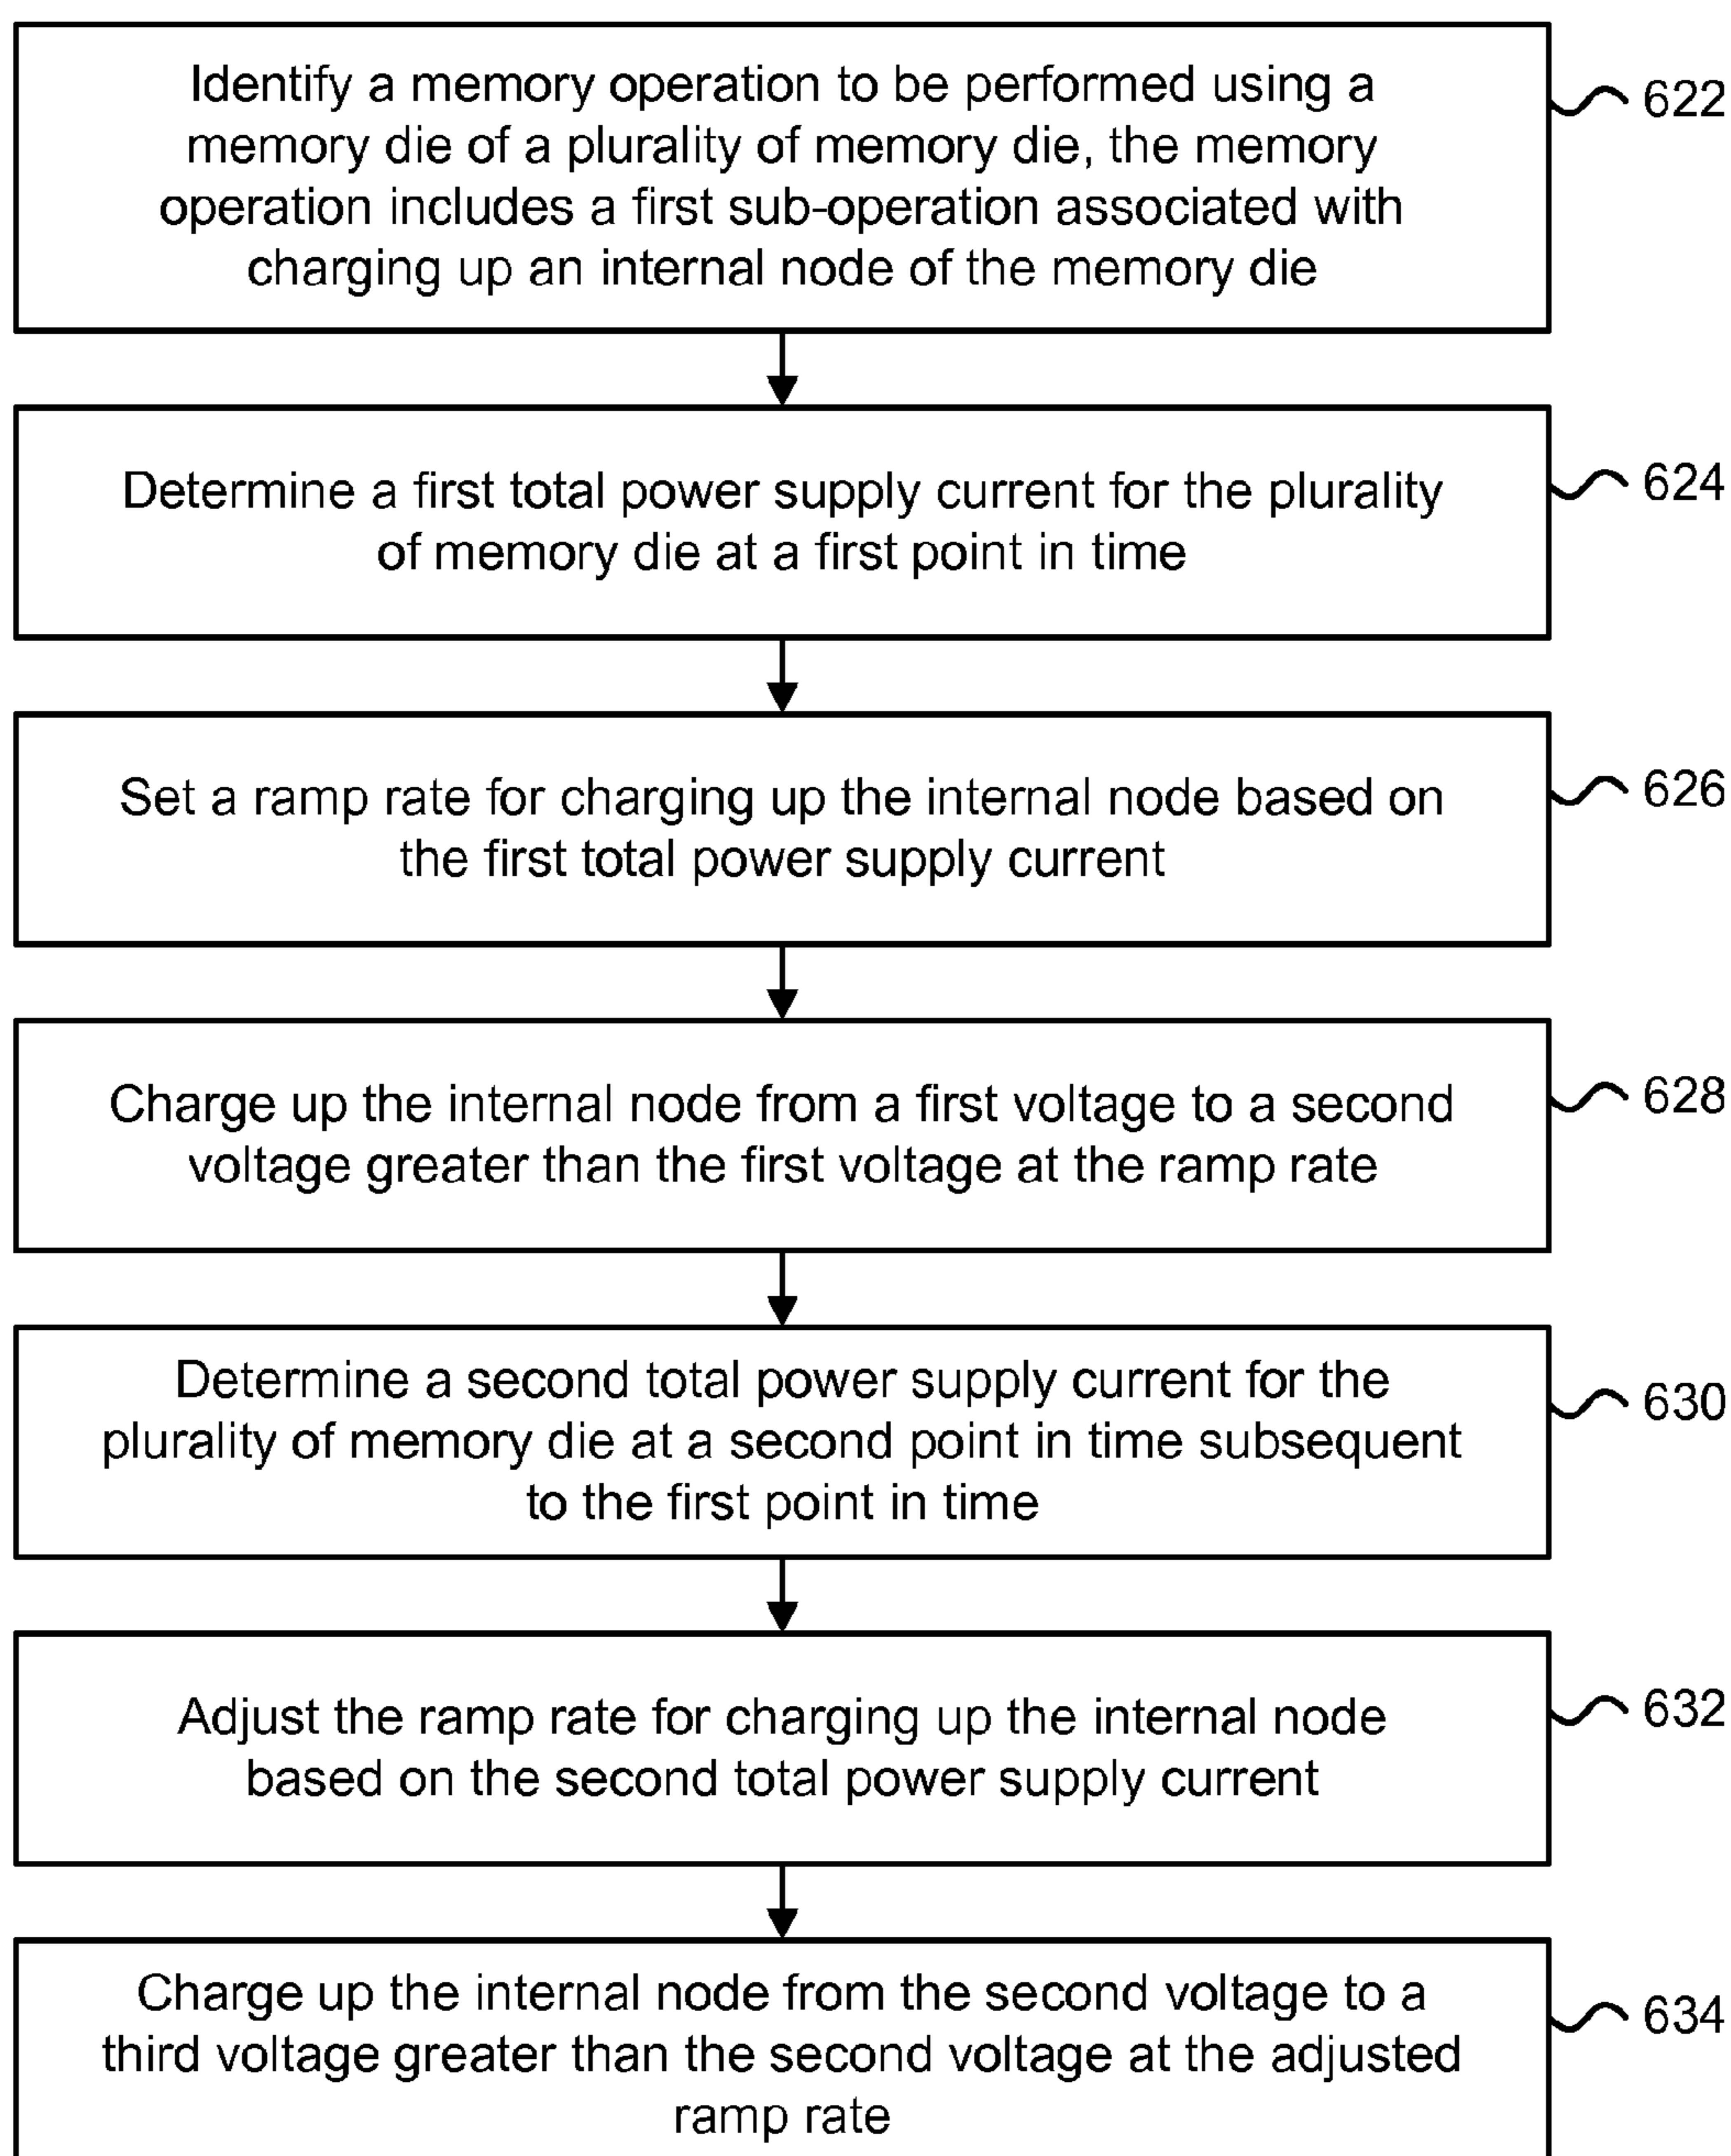 Identify a memory operation to be performed using a
memory die of a plurality of memory die, the memory
operation includes a first sub-operation associated with
charging up an internal node of the memory die
622
Determine a first total power supply current for the plurality
of memory die at a first point in time
624
Set a ramp rate for charging up the internal node based on
the first total power supply current
626
Charge up the internal node from a first voltage to a second
voltage greater than the first voltage at the ramp rate
628
Determine a second total power supply current for the
plurality of memory die at a second point in time subsequent
to the first point in time
630
Adjust the ramp rate for charging up the internal node
based on the second total power supply current
632
Charge up the internal node from the second voltage to a
third voltage greater than the second voltage at the adjusted
ramp rate
634